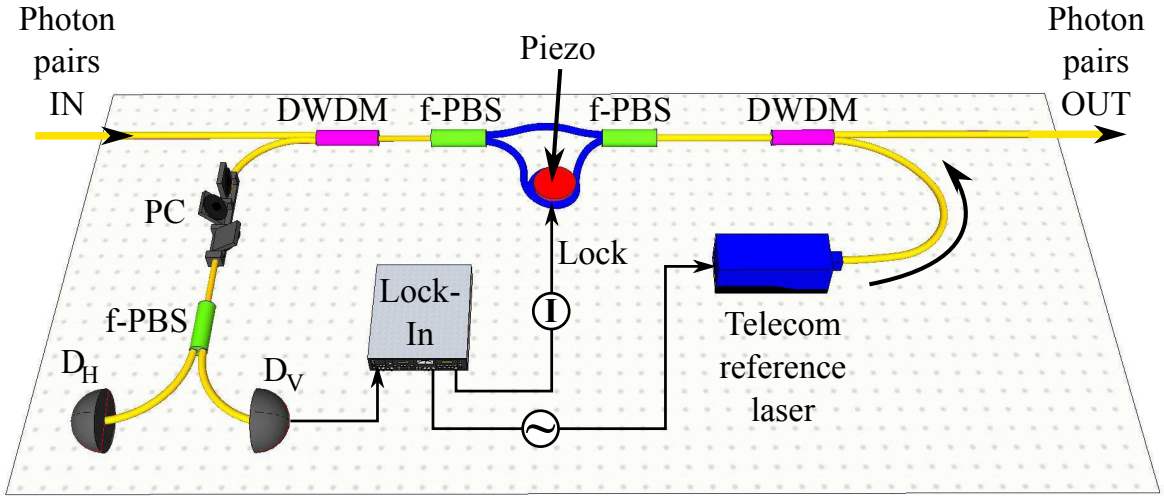 Photon
pairs
IN
Photon
pairs
OUT
Piezo
DWDM
f-PBS
f-PBS
DWDM
PC
Lock
Lock-
In
I
f-PBS
Telecom
reference
laser
D_H
D_V
~